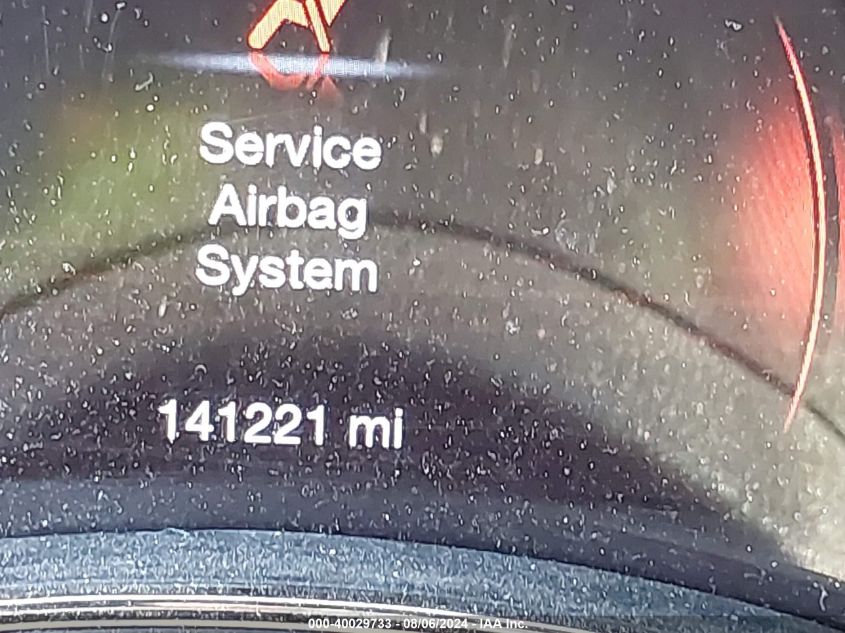 Service
Airbag
System
141221 mi
000-40029733 - 08/06/2024 - IAA Inc.